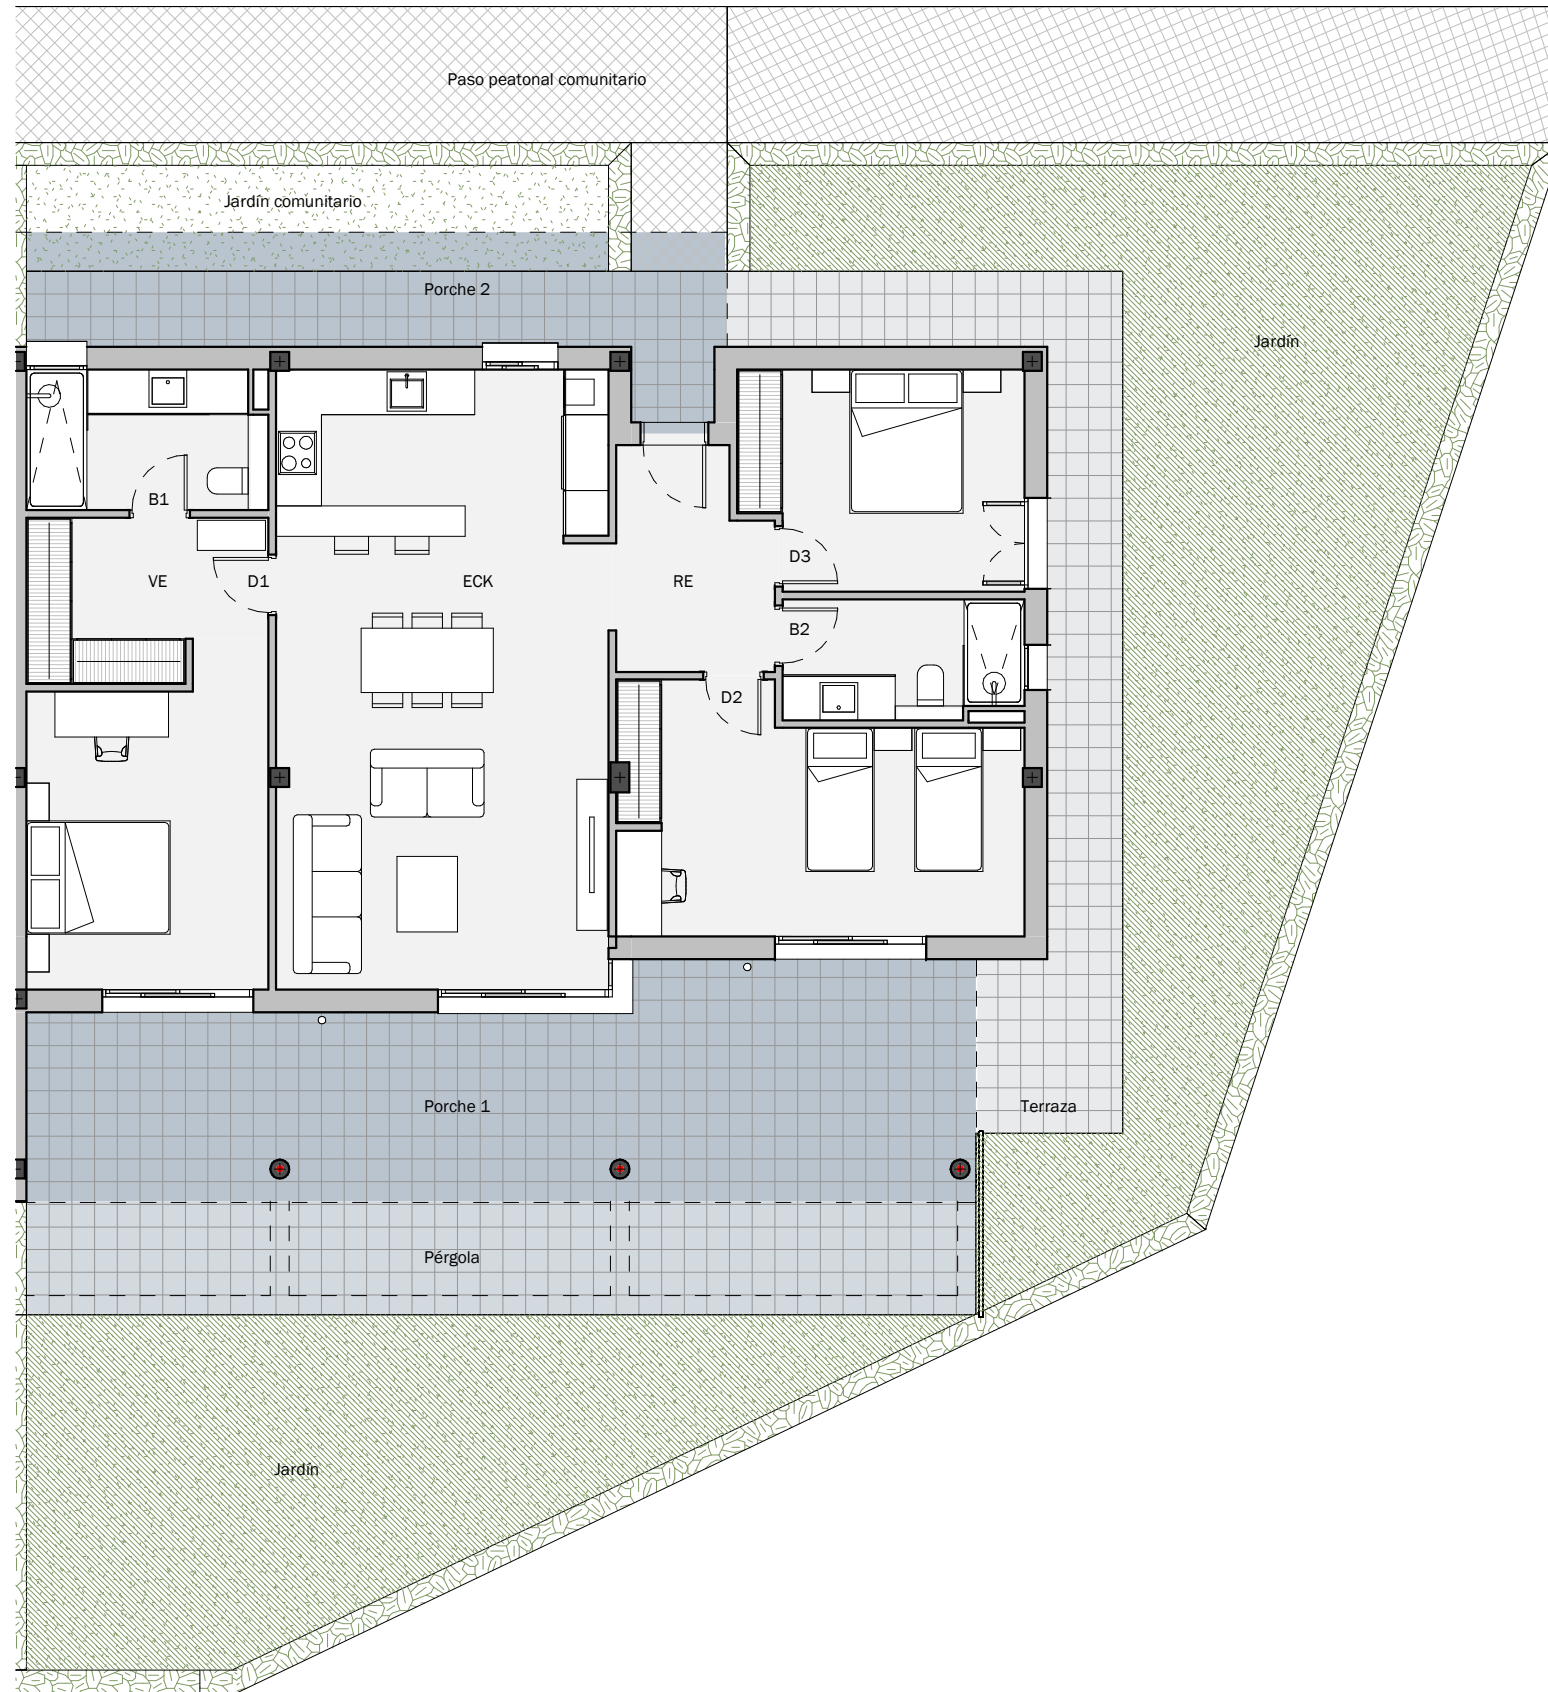 Paso peatonal comunitario
Jardín comunitario
Porche 2
Jardín
B1
D3
VE
D1
ECK
RE
B2
D2
Porche 1
Terraza
Pérgola
Jardín